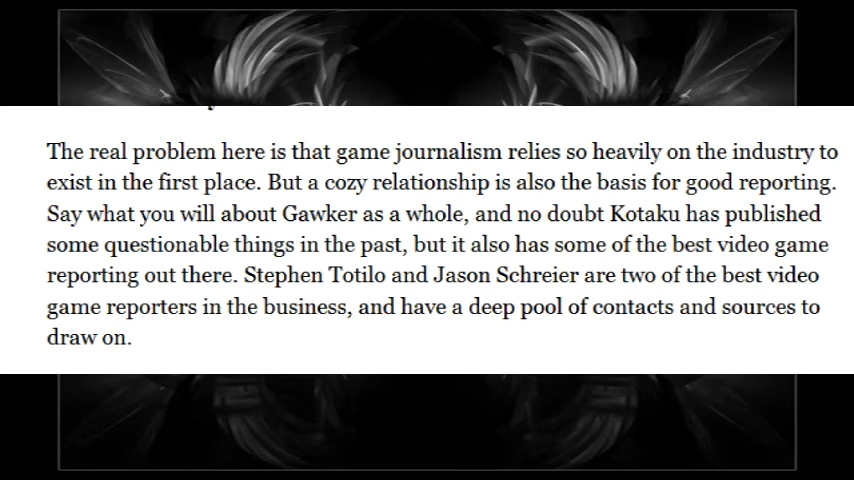 The real problem here is that game journalism relies so heavily on the industry to
exist in the first place. But a cozy relationship is also the basis for good reporting.
Say what you will about Gawker as a whole, and no doubt Kotaku has published
some questionable things in the past, but it also has some of the best video game
reporting out there. Stephen Totilo and Jason Schreier are two of the best video
game reporters in the business, and have a deep pool of contacts and sources to
draw on.